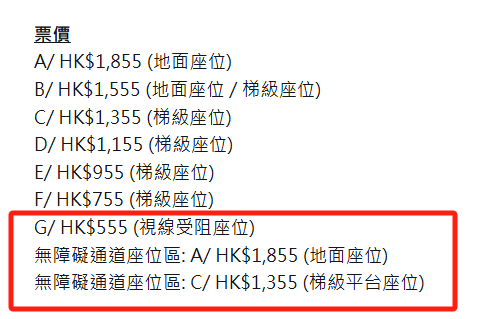 票價
A/ HK$1,855 (地面座位)
B/ HK$1,555 (地面座位 / 梯級座位)
C/ HK$1,355 (梯級座位)
D/ HK$1,155 (梯級座位)
E/ HK$955 (梯級座位)
F/ HK$755 (梯級座位)
G/ HK$555 (視線受阻座位)
無障礙通道座位區: A/ HK$1,855 (地面座位)
無障礙通道座位區: C/ HK$1,355 (梯級平台座位)